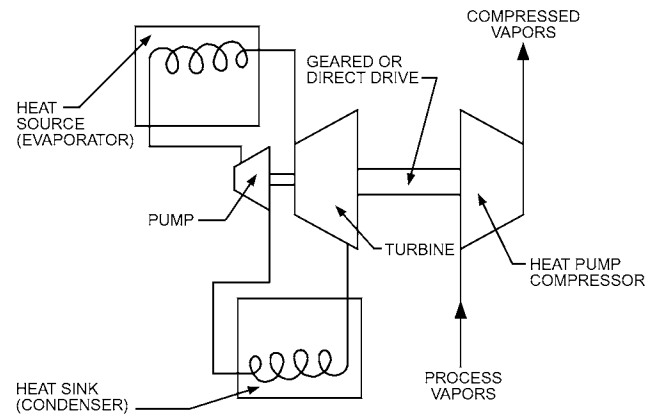 COMPRESSED
VAPORS
GEARED OR
DIRECT DRIVE
HEAT
SOURCE
(EVAPORATOR)
PUMP
TURBINE
HEAT PUMP
COMPRESSOR
PROCESS
VAPORS
HEAT SINK
(CONDENSER)